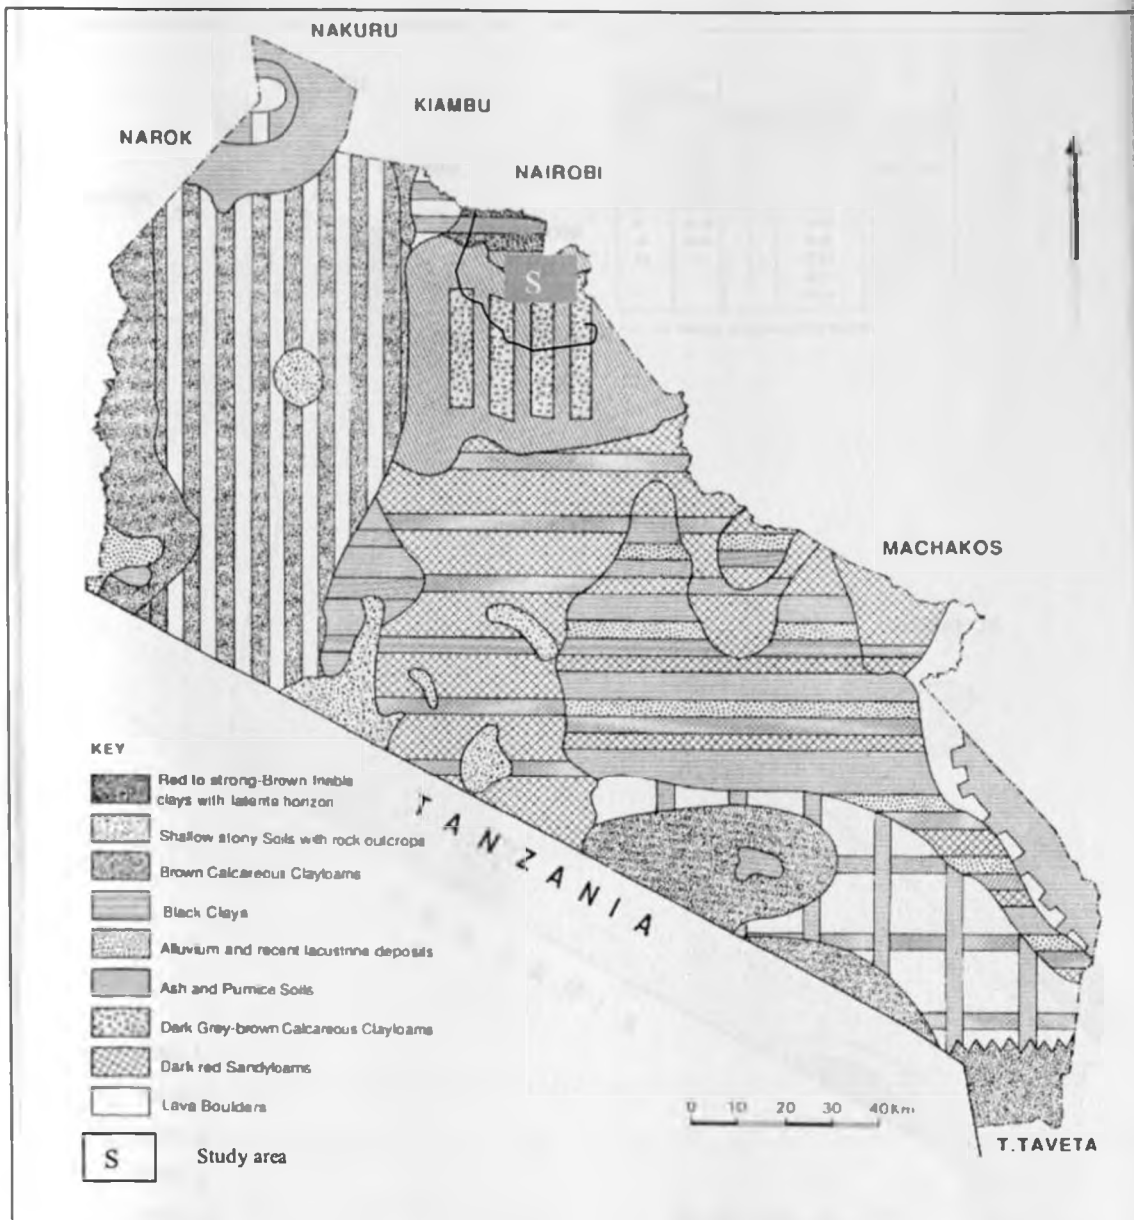 NAKURU
KIAMBU
NAROK
NAIROBI
S
MACHAKOS
KEY
Red to strong-Brown friable
clays with laterite horizon
Shallow stony Soils with rock outcrops
Brown Calcareous Clayloams
Black Clays
Alluvium and recent lacustrine deposits
Ash and Pumice Soils
Dark Grey-brown Calcareous Clayloams
Dark red Sandyloams
Lava Boulders
S Study area
TANZANIA
0 10 20 30 40Km
T.TAVETA